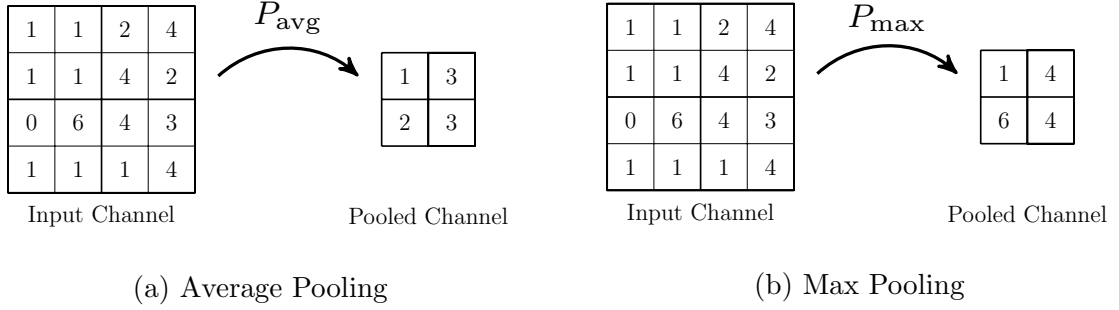 P_avg
1 1 2 4
1 1 4 2
0 6 4 3
1 1 1 4
1 3
2 3
Input Channel
Pooled Channel
(a) Average Pooling
P_max
1 1 2 4
1 1 4 2
0 6 4 3
1 1 1 4
1 4
6 4
Input Channel
Pooled Channel
(b) Max Pooling